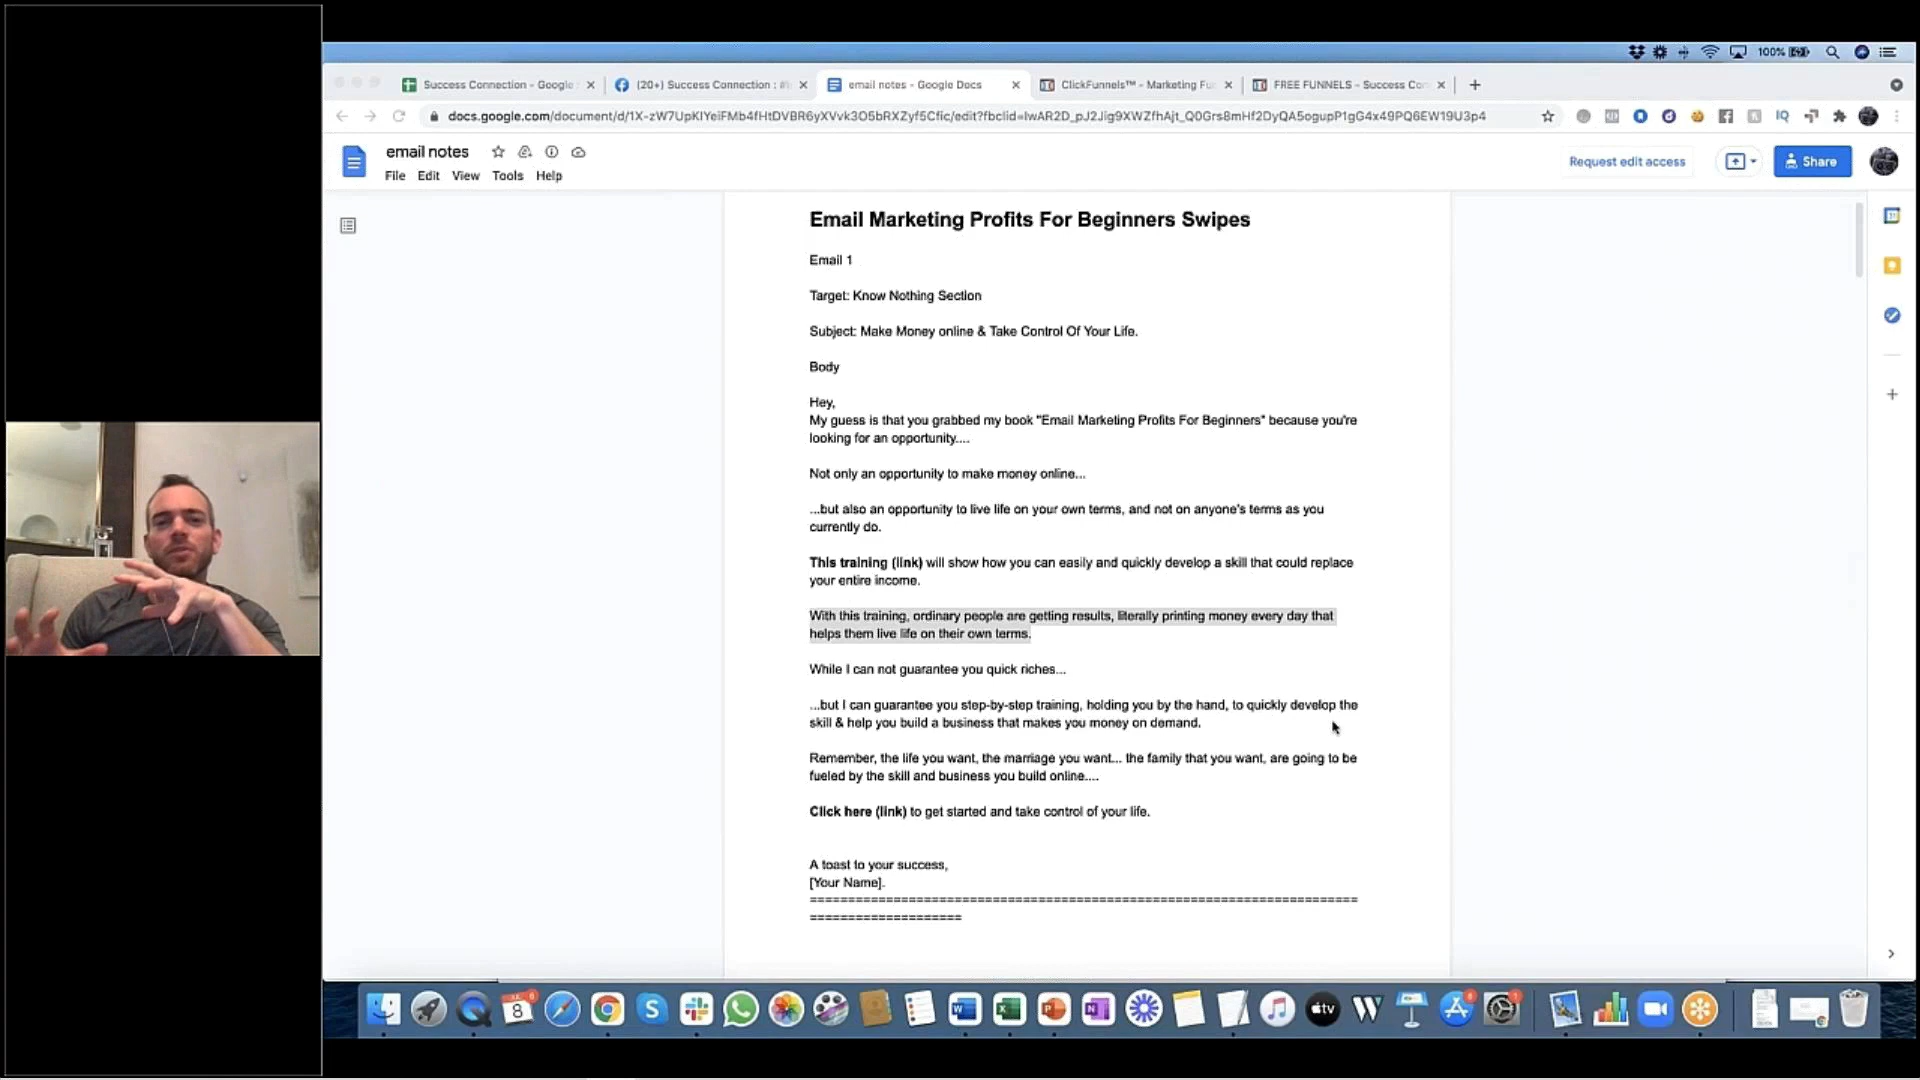 100%
Success Connection - Google
(20+) Success Connection : #
email notes - Google Docs
ClickFunnels™ - Marketing Fu
FREE FUNNELS - Success Co
docs.google.com/document/d/1X-zW7UpKIYeiFMb4fHtDVBR6yXVvk3O5bRXZyf5Cfic/edit?fbclid=IwAR2D_pJ2Jig9XWZfhAjt_Q0Grs8mHf2DyQA5ogupP1gG4x49PQ6EW19U3p4
IQ
email notes
Request edit access
Share
File Edit View Tools Help
Email Marketing Profits For Beginners Swipes
Email 1
Target: Know Nothing Section
Subject: Make Money online & Take Control Of Your Life.
Body
Hey,
My guess is that you grabbed my book "Email Marketing Profits For Beginners" because you're
looking for an opportunity....
Not only an opportunity to make money online...
...but also an opportunity to live life on your own terms, and not on anyone's terms as you
currently do.
This training (link) will show how you can easily and quickly develop a skill that could replace
your entire income.
With this training, ordinary people are getting results, literally printing money every day that
helps them live life on their own terms.
While I can not guarantee you quick riches...
...but I can guarantee you step-by-step training, holding you by the hand, to quickly develop the
skill & help you build a business that makes you money on demand.
Remember, the life you want, the marriage you want... the family that you want, are going to be
fueled by the skill and business you build online....
Click here (link) to get started and take control of your life.
A toast to your success,
[Your Name].
=======================================================================
====================
8
tv